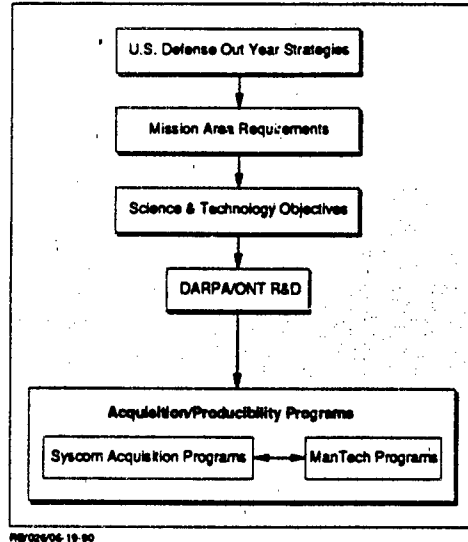 U.S. Defense Out Year Strategies
Mission Area Requirements
Science & Technology Objectives
DARPA/ONT R&D
Acquisition/Producibility Programs
Syscom Acquisition Programs
ManTech Programs